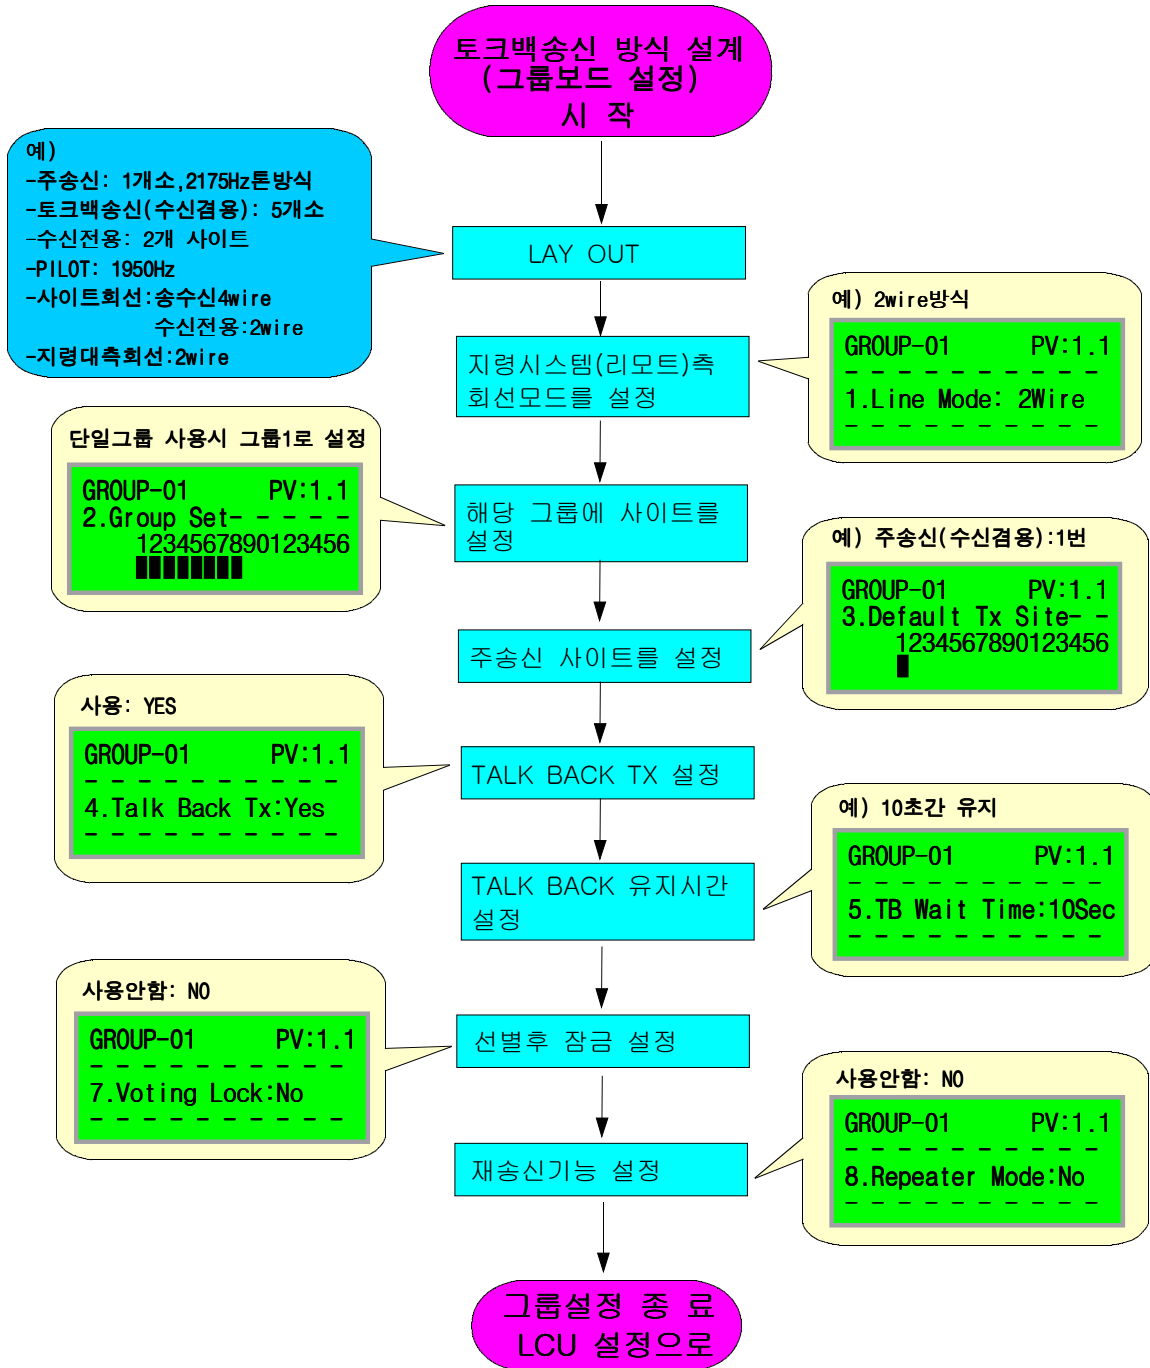 토크백송신 방식 설계
(그룹보드 설정)
시 작
예)
-주송신: 1개소,2175Hz톤방식
-토크백송신(수신겸용): 5개소
-수신전용: 2개 사이트
-PILOT: 1950Hz
-사이트회선:송수신4wire
수신전용:2wire
-지령대측회선:2wire
LAY OUT
예) 2wire방식
GROUP-01 PV:1.1
- - - - - - - - - -
1.Line Mode: 2Wire
- - - - - - - - - -
지령시스템(리모트)측
회선모드를 설정
단일그룹 사용시 그룹1로 설정
GROUP-01 PV:1.1
2.Group Set- - - - -
1234567890123456
해당 그룹에 사이트를
설정
예) 주송신(수신겸용):1번
GROUP-01 PV:1.1
3.Default Tx Site- -
1234567890123456
주송신 사이트를 설정
사용: YES
GROUP-01 PV:1.1
- - - - - - - - - -
4.Talk Back Tx:Yes
- - - - - - - - - -
TALK BACK TX 설정
예) 10초간 유지
GROUP-01 PV:1.1
- - - - - - - - - -
5.TB Wait Time:10Sec
- - - - - - - - - -
TALK BACK 유지시간
설정
사용안함: NO
GROUP-01 PV:1.1
- - - - - - - - - -
7.Voting Lock:No
- - - - - - - - - -
선별후 잠금 설정
사용안함: NO
GROUP-01 PV:1.1
- - - - - - - - - -
8.Repeater Mode:No
- - - - - - - - - -
재송신기능 설정
그룹설정 종 료
LCU 설정으로